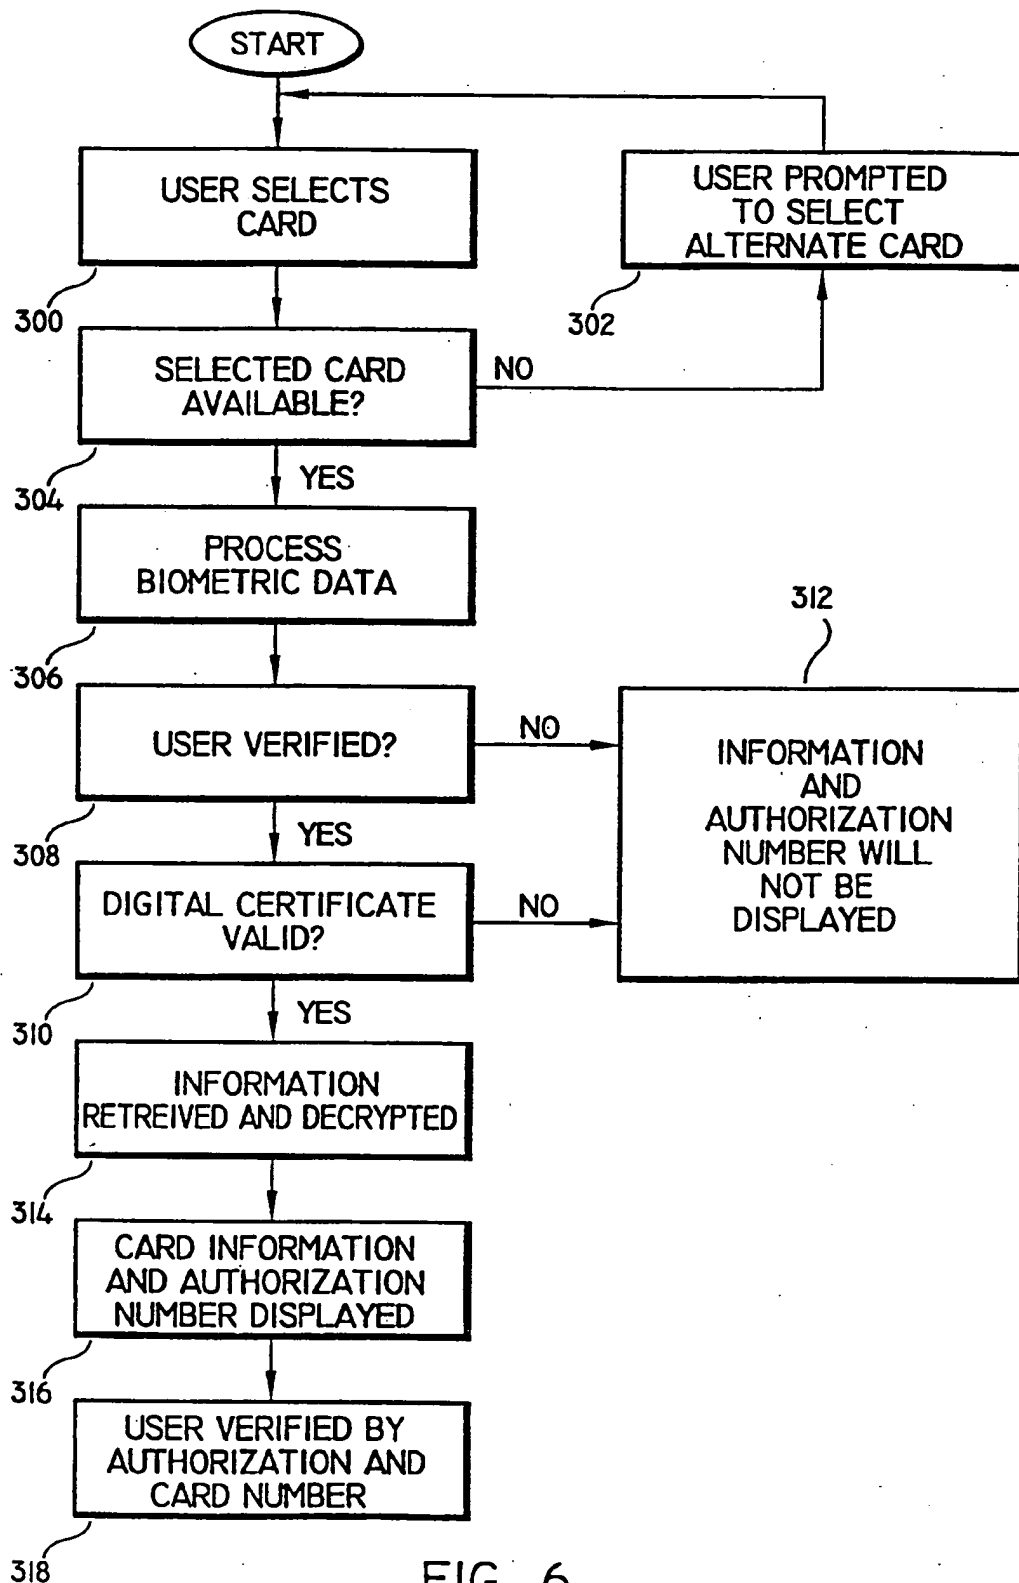 START
USER SELECTS
CARD
300
USER PROMPTED
TO SELECT
ALTERNATE CARD
302
SELECTED CARD
AVAILABLE?
NO
304
YES
PROCESS
BIOMETRIC DATA
306
312
USER VERIFIED?
NO
INFORMATION
AND
AUTHORIZATION
NUMBER WILL
NOT BE
DISPLAYED
308
YES
DIGITAL CERTIFICATE
VALID?
NO
310
YES
INFORMATION
RETREIVED AND DECRYPTED
314
CARD INFORMATION
AND AUTHORIZATION
NUMBER DISPLAYED
316
USER VERIFIED BY
AUTHORIZATION AND
CARD NUMBER
318
FIG. 6